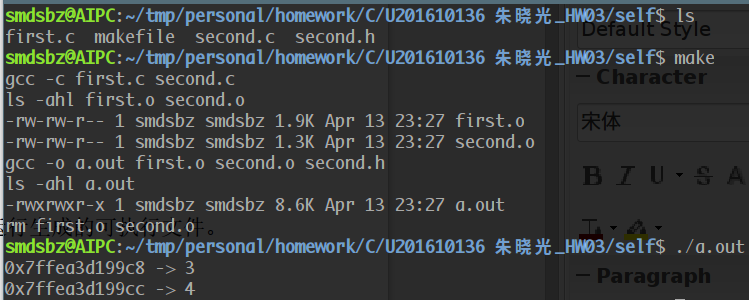 smdsbz@AIPC:~/tmp/personal/homework/C/U201610136 朱晓光_HW03/self$ ls
first.c makefile second.c second.h
smdsbz@AIPC:~/tmp/personal/homework/C/U201610136 朱晓光_HW03/self$ make
gcc -c first.c second.c
ls -ahl first.o second.o
-rw-rw-r-- 1 smdsbz smdsbz 1.9K Apr 13 23:27 first.o
-rw-rw-r-- 1 smdsbz smdsbz 1.3K Apr 13 23:27 second.o
gcc -o a.out first.o second.o second.h
ls -ahl a.out
-rwxrwxr-x 1 smdsbz smdsbz 8.6K Apr 13 23:27 a.out
行生成的可执行文件。
rm first.o second.o
smdsbz@AIPC:~/tmp/personal/homework/C/U201610136 朱晓光_HW03/self$ ./a.out
0x7ffea3d199c8 -> 3
0x7ffea3d199cc -> 4
Default Style
Character
宋体
B I U S A
Paragraph